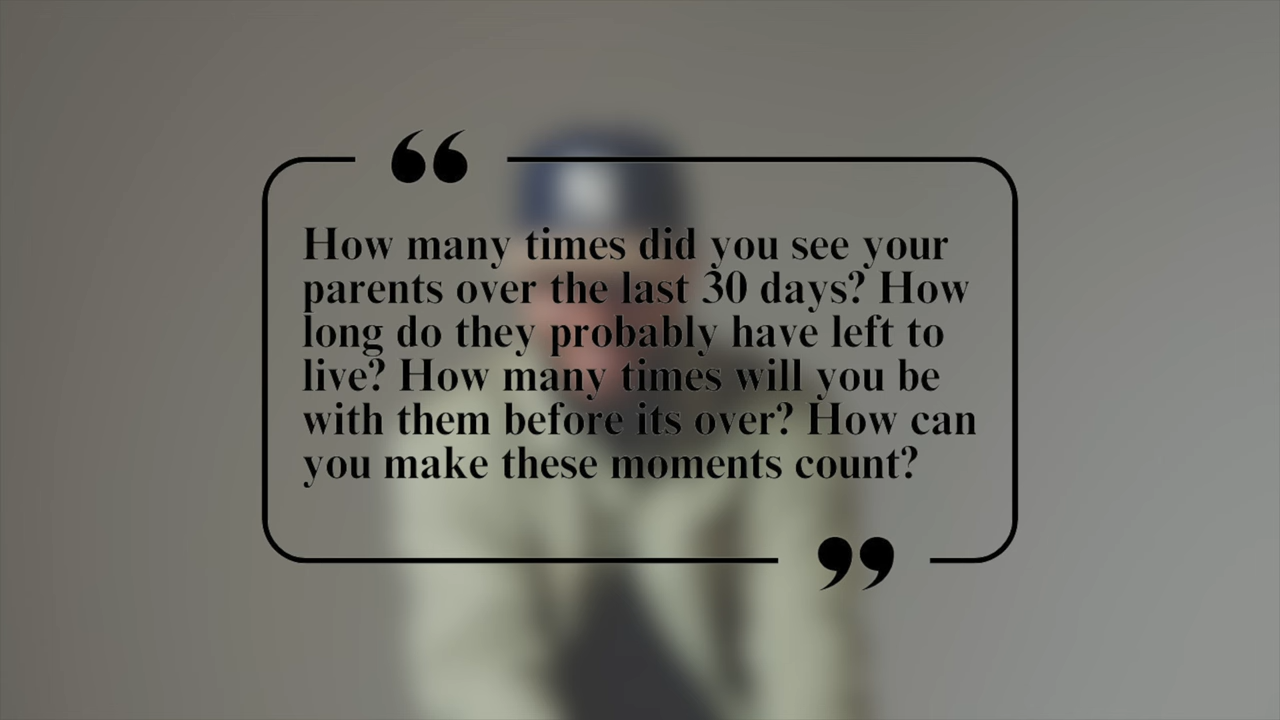 How many times did you see your
parents over the last 30 days? How
long do they probably have left to
live? How many times will you be
with them before its over? How can
you make these moments count?